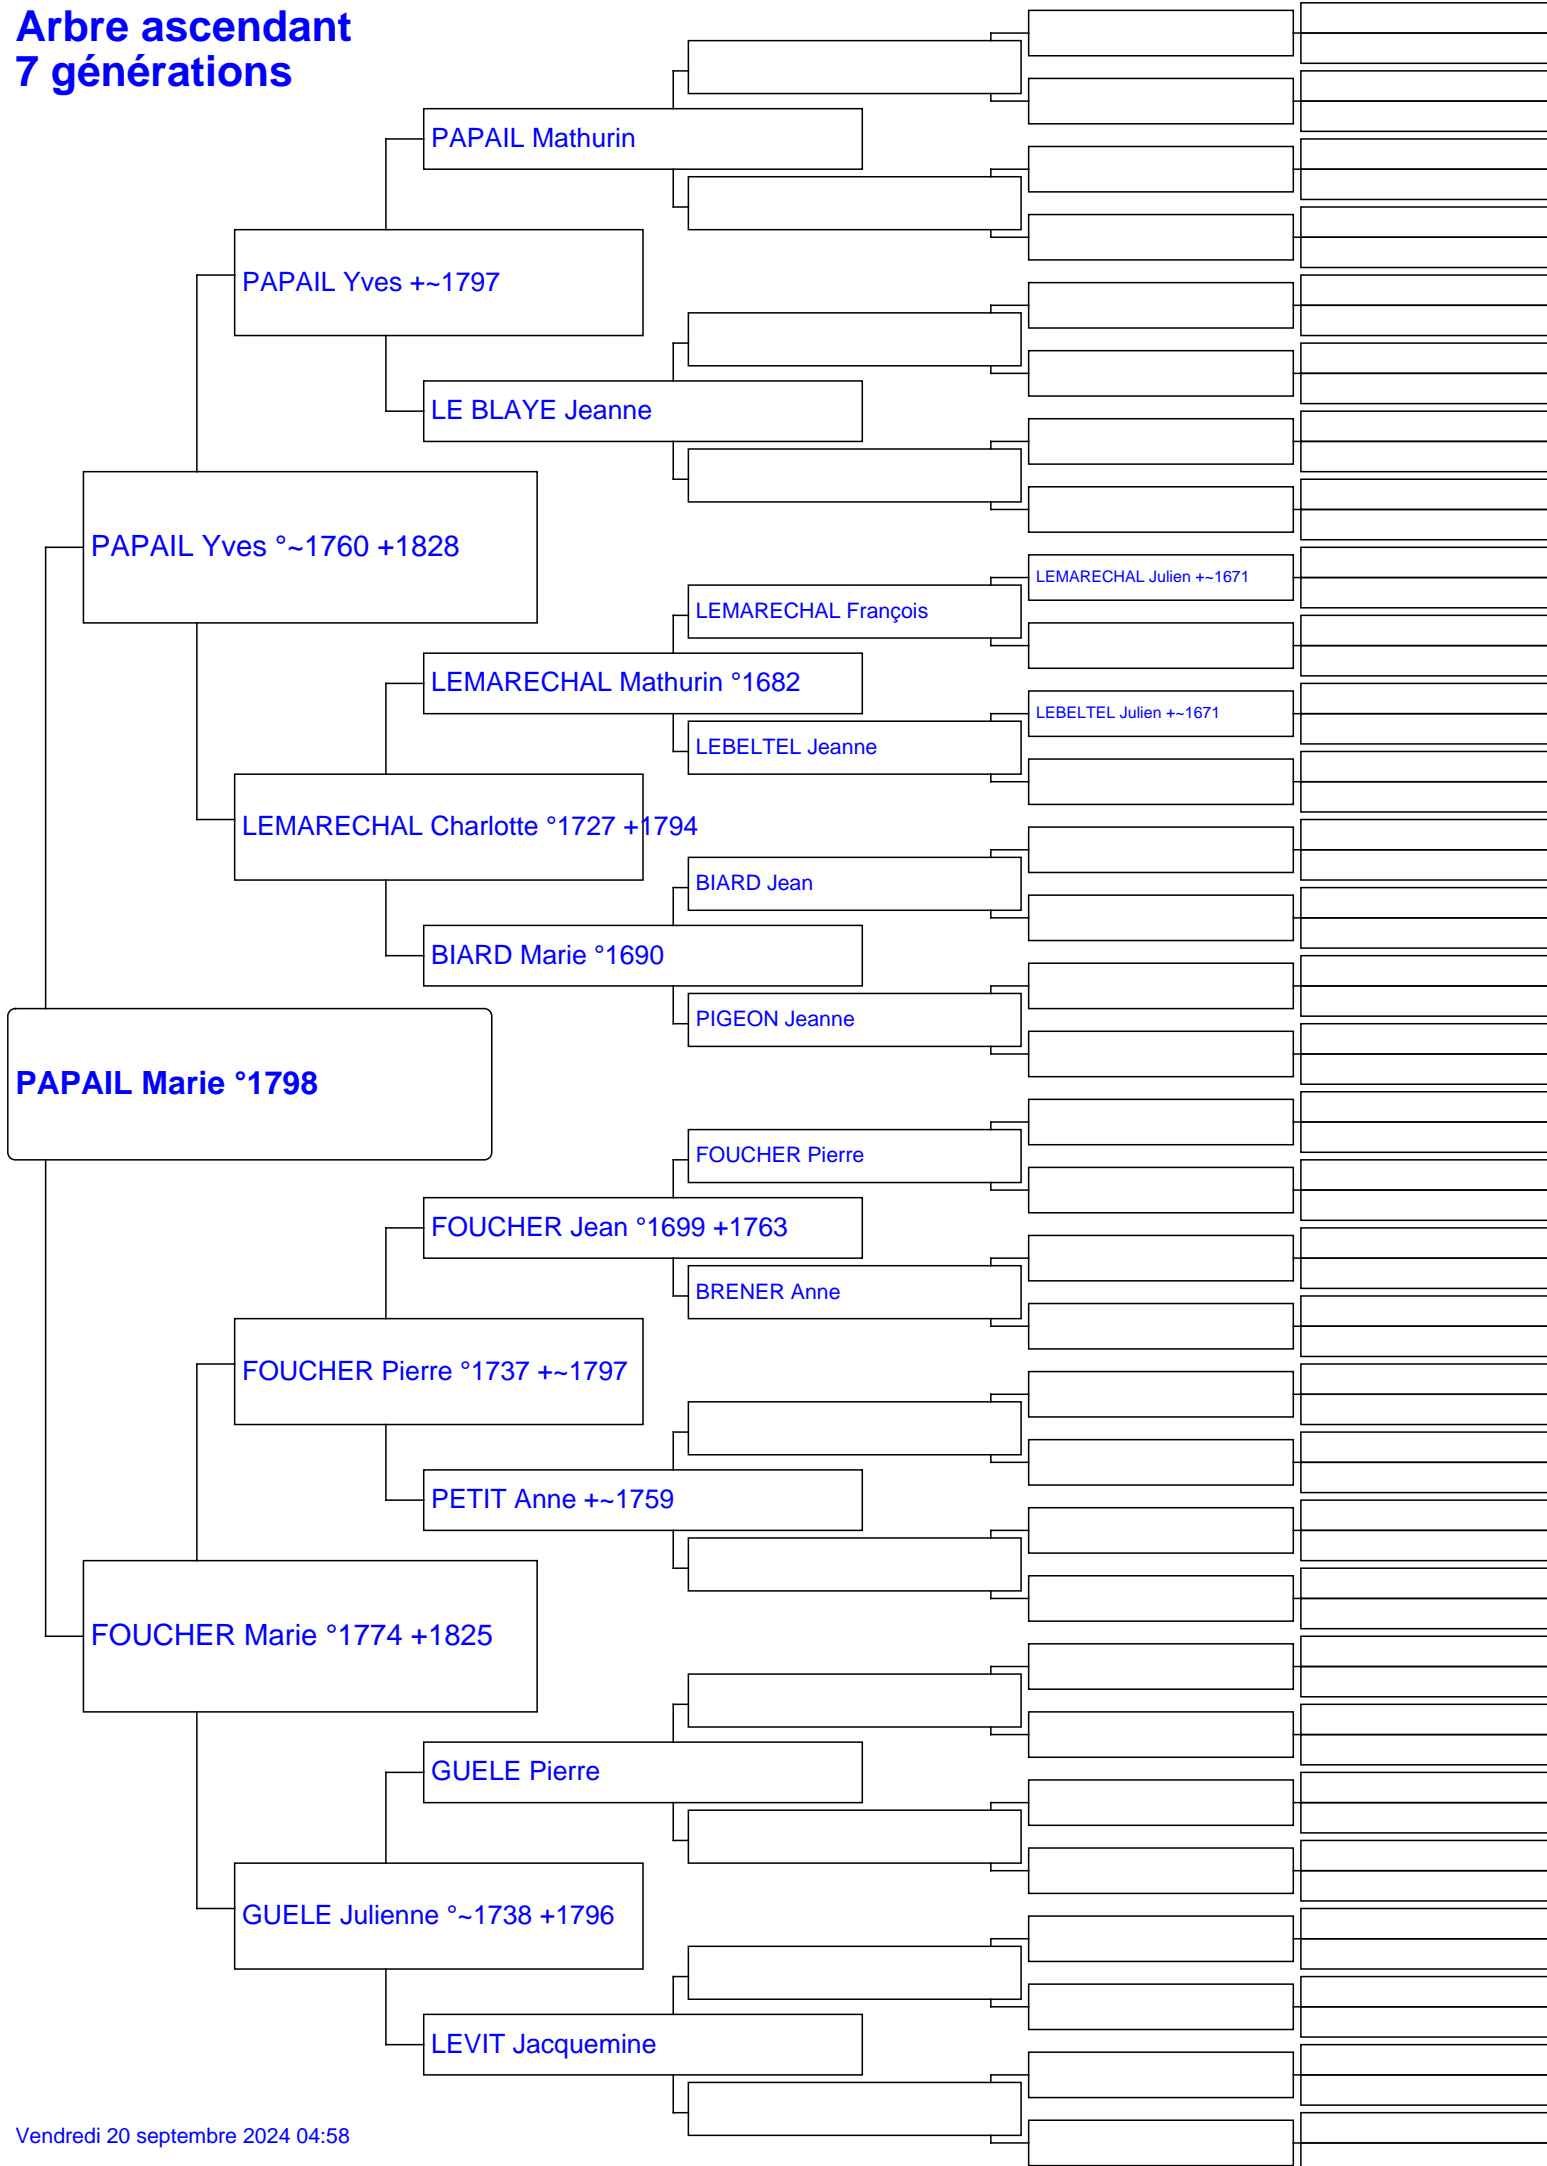 Arbre ascendant
7 générations
PAPAIL Mathurin
PAPAIL Yves +~1797
LE BLAYE Jeanne
PAPAIL Yves °~1760 +1828
LEMARECHAL Julien +~1671
LEMARECHAL François
LEMARECHAL Mathurin °1682
LEBELTEL Julien +~1671
LEBELTEL Jeanne
LEMARECHAL Charlotte °1727 +1794
BIARD Jean
BIARD Marie °1690
PIGEON Jeanne
PAPAIL Marie °1798
FOUCHER Pierre
FOUCHER Jean °1699 +1763
BRENER Anne
FOUCHER Pierre °1737 +~1797
PETIT Anne +~1759
FOUCHER Marie °1774 +1825
GUELE Pierre
GUELE Julienne °~1738 +1796
LEVIT Jacquemine
Vendredi 20 septembre 2024 04:58